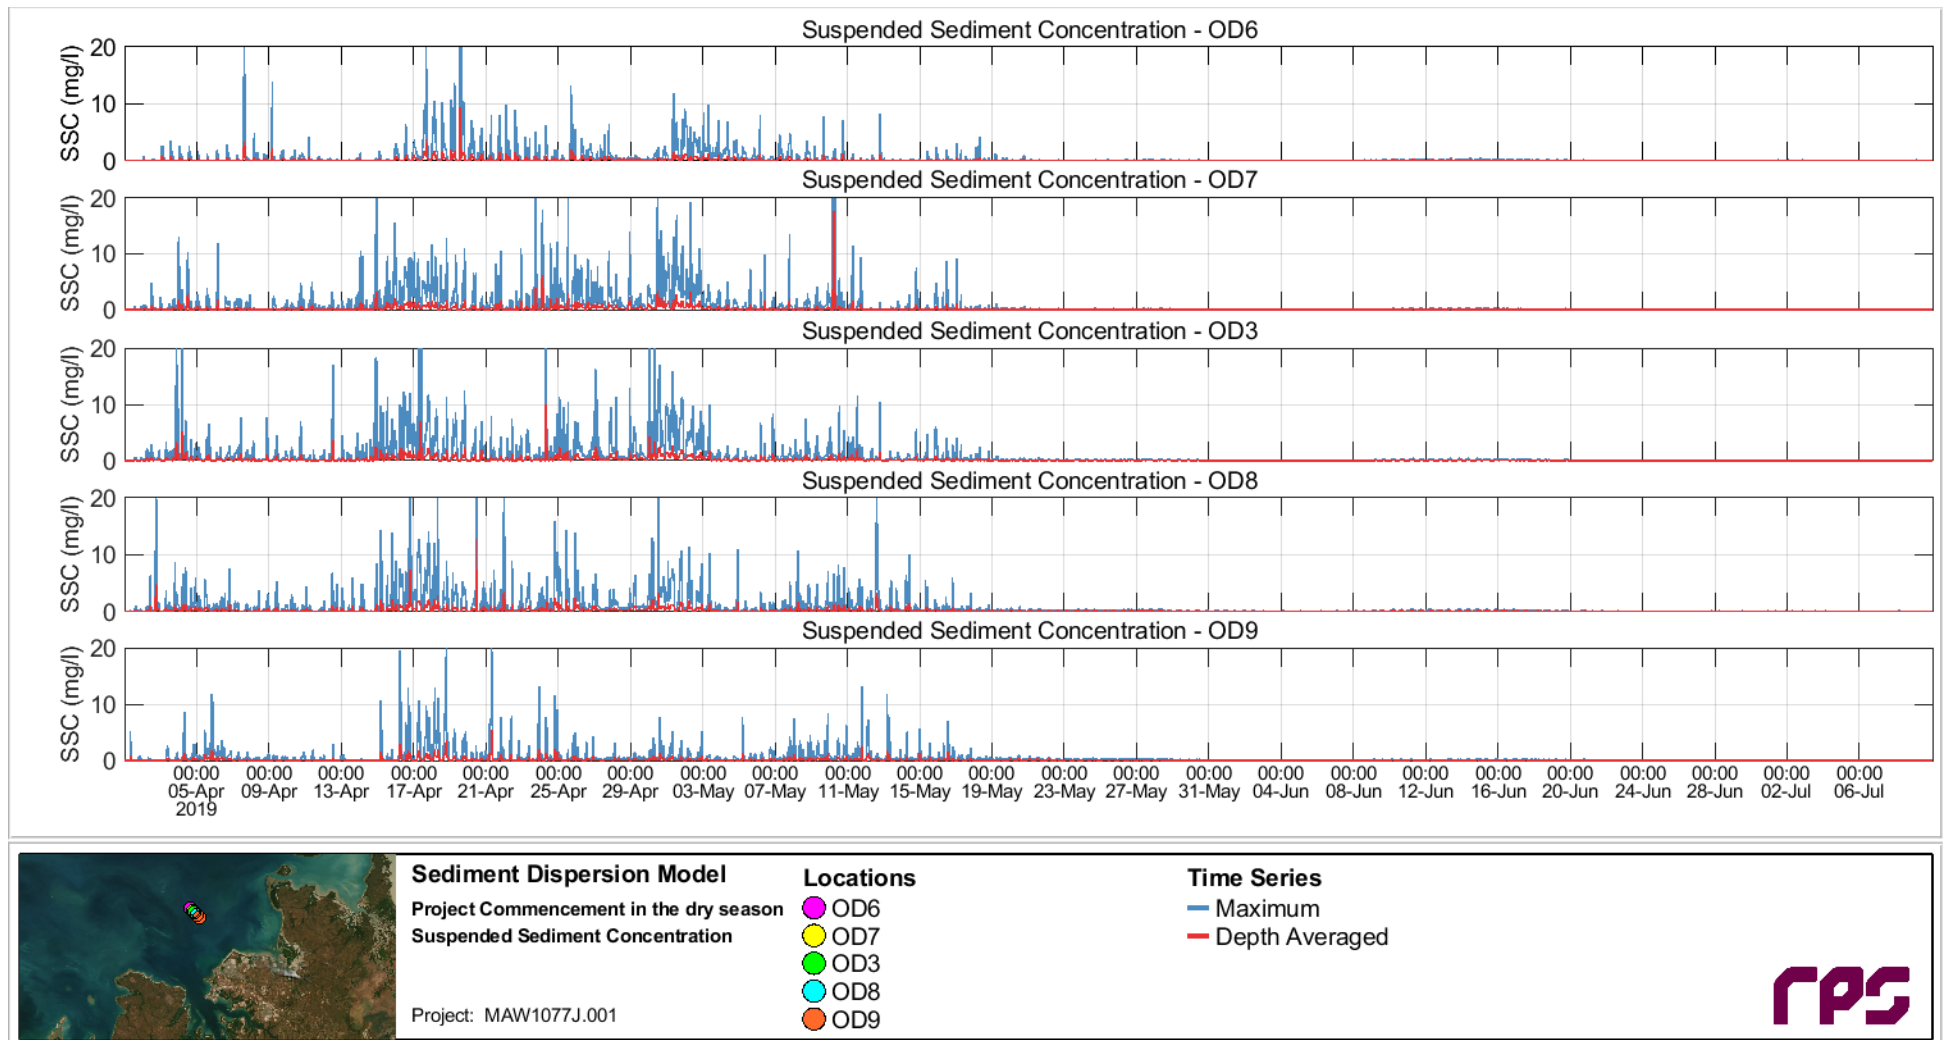 Suspended Sediment Concentration - OD6
SSC (mg/l)
20
10
0
Suspended Sediment Concentration - OD7
SSC (mg/l)
20
10
0
Suspended Sediment Concentration - OD3
SSC (mg/l)
20
10
0
Suspended Sediment Concentration - OD8
SSC (mg/l)
20
10
0
Suspended Sediment Concentration - OD9
SSC (mg/l)
20
10
0
00:00 00:00 00:00 00:00 00:00 00:00 00:00 00:00 00:00 00:00 00:00 00:00 00:00 00:00 00:00 00:00 00:00 00:00 00:00 00:00 00:00 00:00 00:00 00:00
05-Apr 09-Apr 13-Apr 17-Apr 21-Apr 25-Apr 29-Apr 03-May 07-May 11-May 15-May 19-May 23-May 27-May 31-May 04-Jun 08-Jun 12-Jun 16-Jun 20-Jun 24-Jun 28-Jun 02-Jul 06-Jul
2019
Sediment Dispersion Model
Project Commencement in the dry season
Suspended Sediment Concentration
Project: MAW1077J.001
Locations
OD6
OD7
OD3
OD8
OD9
Time Series
Maximum
Depth Averaged
rps